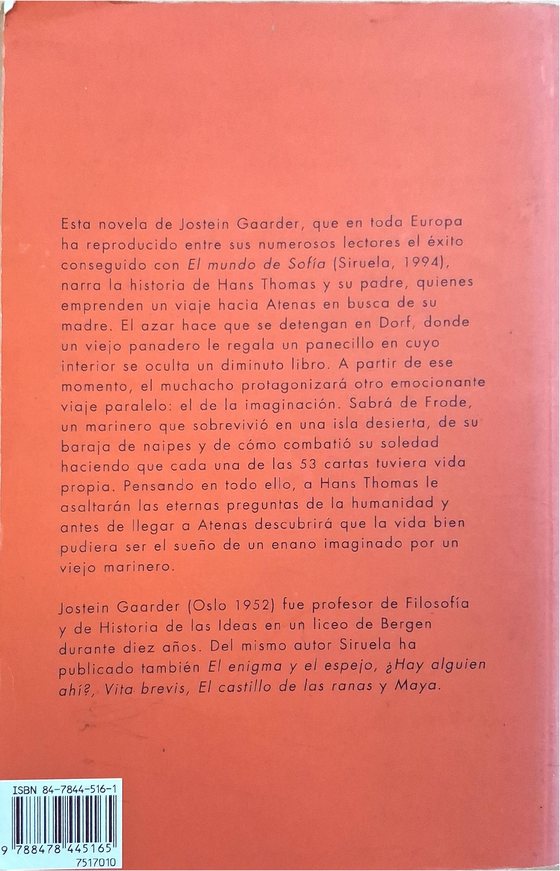 Esta novela de Jostein Gaarder, que en toda Europa
ha reproducido entre sus numerosos lectores el éxito
conseguido con El mundo de Sofía (Siruela, 1994),
narra la historia de Hans Thomas y su padre, quienes
emprenden un viaje hacia Atenas en busca de su
madre. El azar hace que se detengan en Dorf, donde
un viejo panadero le regala un panecillo en cuyo
interior se oculta un diminuto libro. A partir de ese
momento, el muchacho protagonizará otro emocionante
viaje paralelo: el de la imaginación. Sabrá de Frode,
un marinero que sobrevivió en una isla desierta, de su
baraja de naipes y de cómo combatió su soledad
haciendo que cada una de las 53 cartas tuviera vida
propia. Pensando en todo ello, a Hans Thomas le
asaltarán las eternas preguntas de la humanidad y
antes de llegar a Atenas descubrirá que la vida bien
pudiera ser el sueño de un enano imaginado por un
viejo marinero.
Jostein Gaarder (Oslo 1952) fue profesor de Filosofía
y de Historia de las Ideas en un liceo de Bergen
durante diez años. Del mismo autor Siruela ha
publicado también El enigma y el espejo, ¿Hay alguien
ahí?, Vita brevis, El castillo de las ranas y Maya.
ISBN 84-7844-516-1
9 788478 445165
7517010